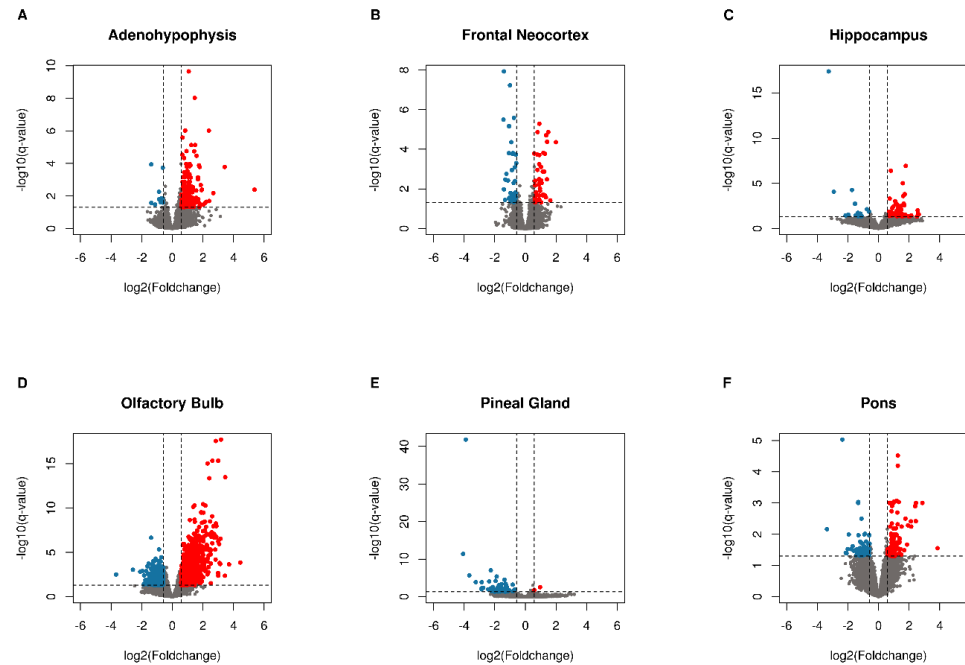 A
Adenohypophysis
-log10(q-value)
10
8
6
4
2
0
-6 -4 -2 0 2 4 6
log2(Foldchange)
B
Frontal Neocortex
-log10(q-value)
8
6
4
2
0
-6 -4 -2 0 2 4 6
log2(Foldchange)
C
Hippocampus
-log10(q-value)
15
10
5
0
-6 -4 -2 0 2 4 6
log2(Foldchange)
D
Olfactory Bulb
-log10(q-value)
15
10
5
0
-6 -4 -2 0 2 4 6
log2(Foldchange)
E
Pineal Gland
-log10(q-value)
40
30
20
10
0
-6 -4 -2 0 2 4 6
log2(Foldchange)
F
Pons
-log10(q-value)
5
4
3
2
1
0
-6 -4 -2 0 2 4 6
log2(Foldchange)